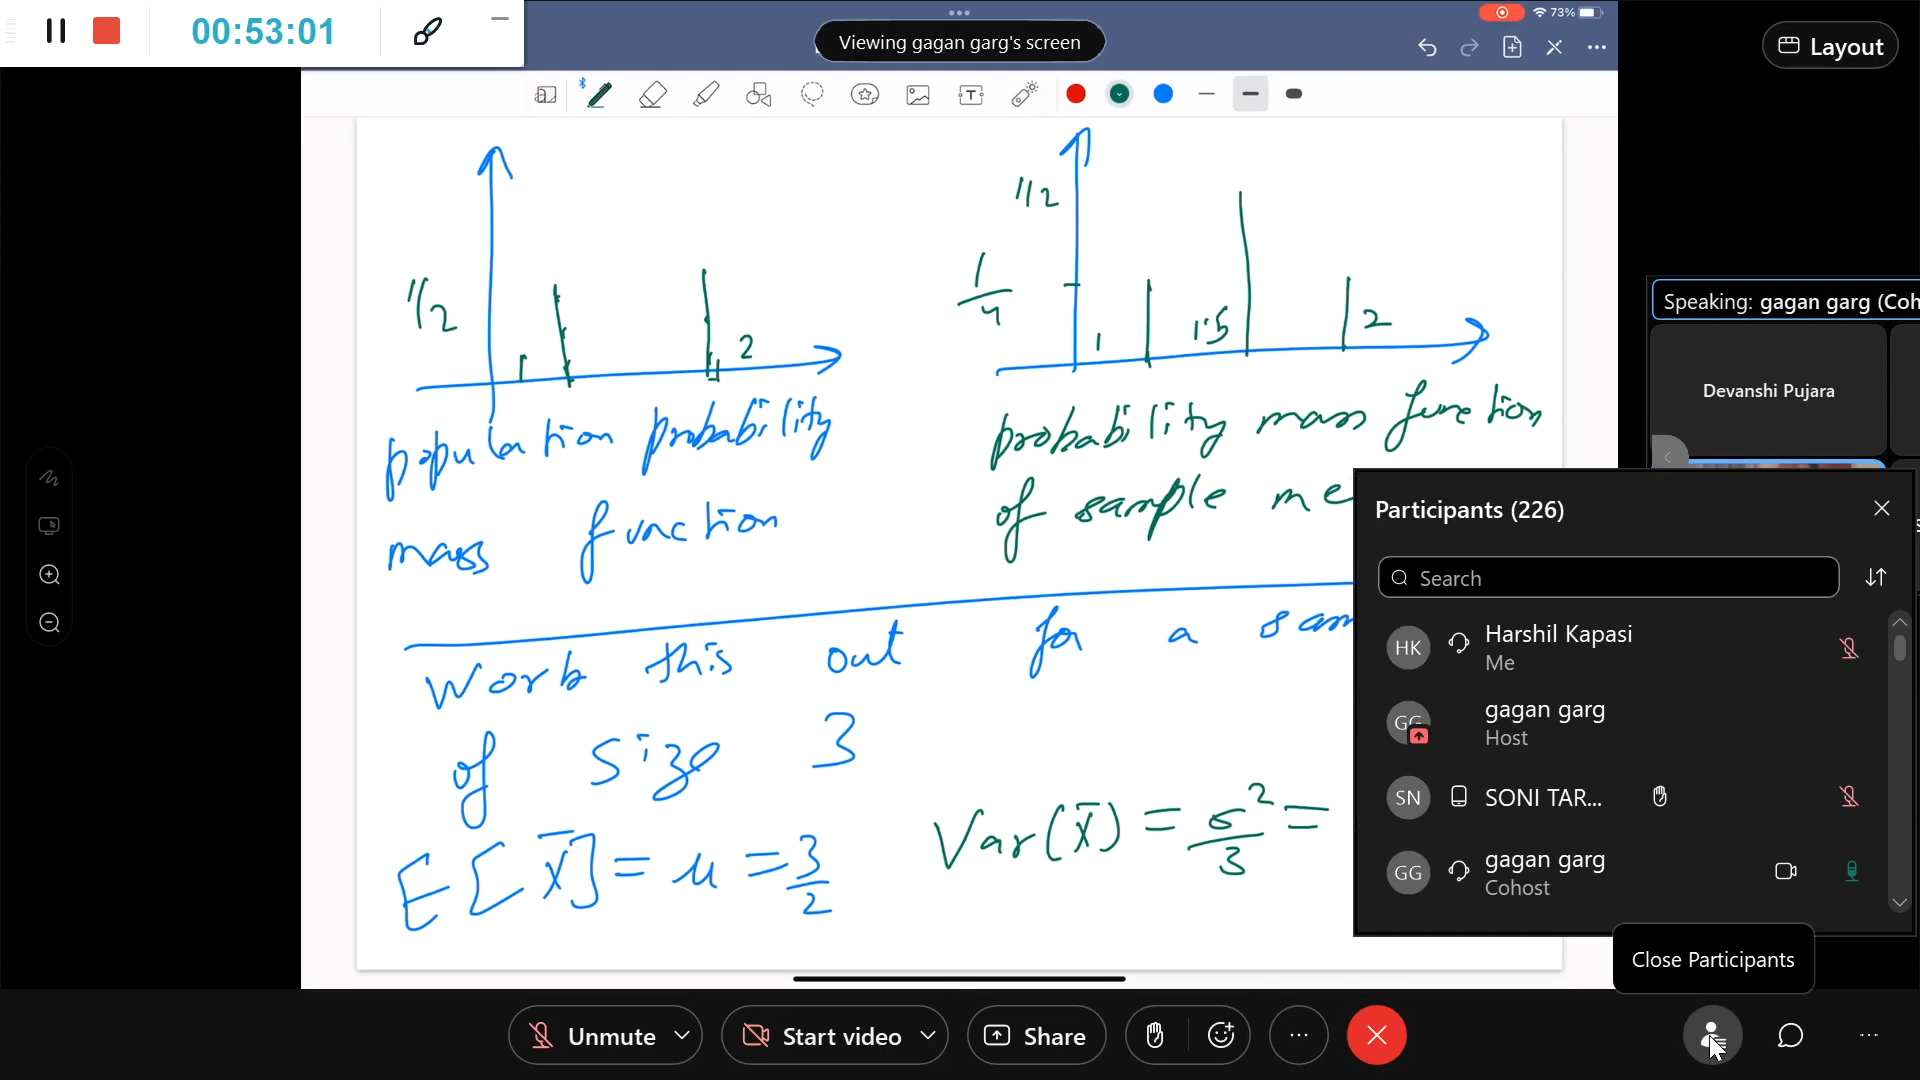 00:53:01
Viewing gagan garg's screen
73%
Layout
T
1/2
1
2
1/2
1/4
1
1.5
2
population probability
mass function
probability mass function
of sample me
Work this out for a sam
of size 3
E[X̄] = μ = 3/2
Var(X̄) = σ²/3 =
Speaking: gagan garg (Coh
Devanshi Pujara
Participants (226)
Search
HK
Harshil Kapasi
Me
GG
gagan garg
Host
SN
SONI TAR...
GG
gagan garg
Cohost
Close Participants
Unmute
Start video
Share